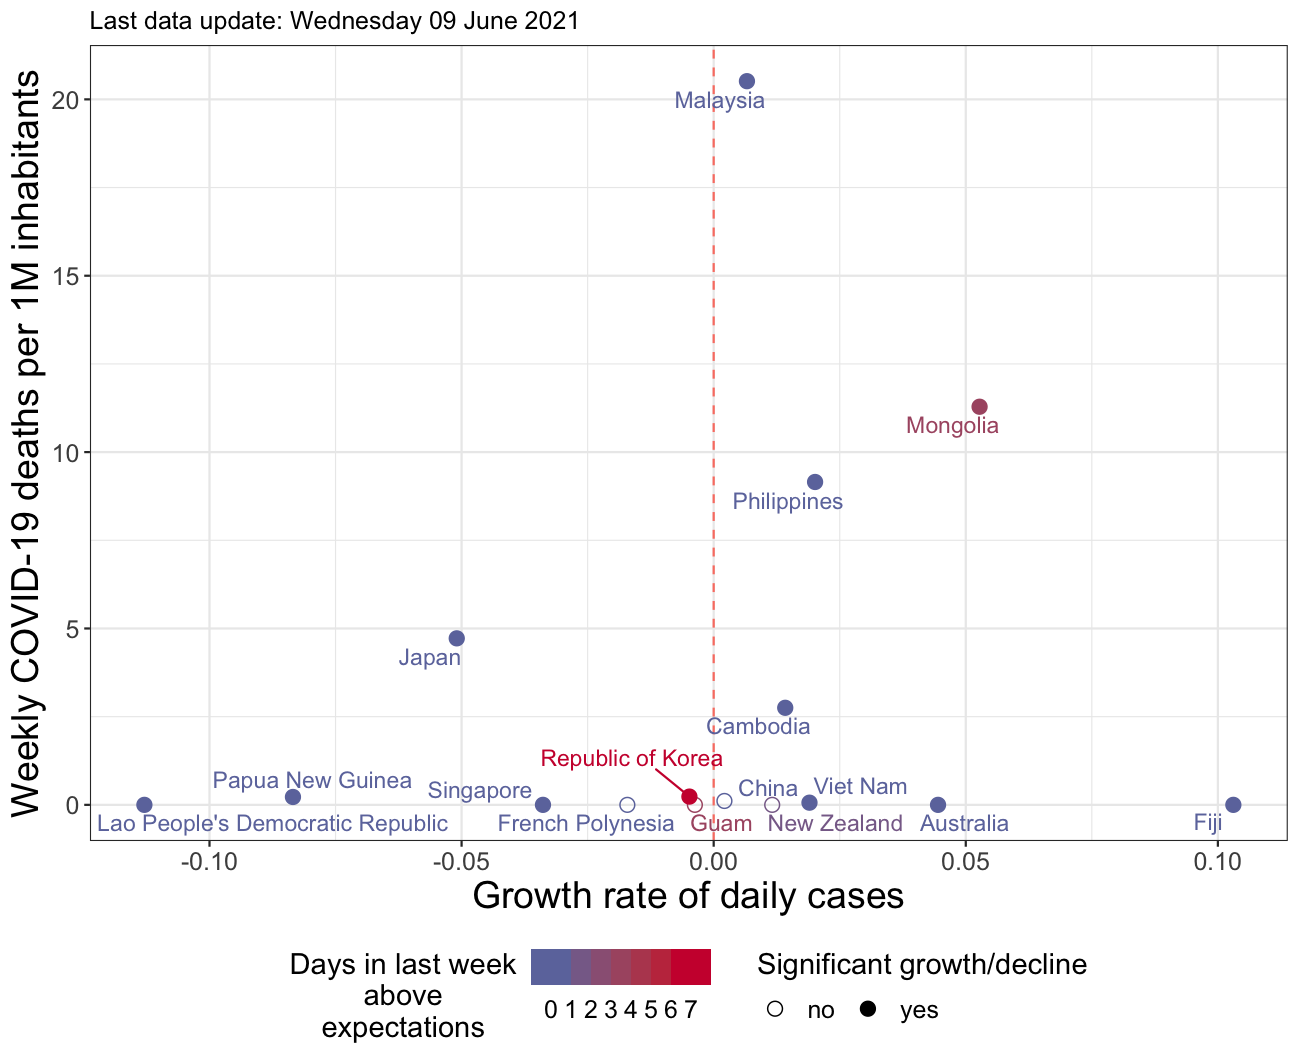 Last data update: Wednesday 09 June 2021
Weekly COVID-19 deaths per 1M inhabitants
20
15
10
5
0
Malaysia
Mongolia
Philippines
Japan
Cambodia
Republic of Korea
Papua New Guinea
Singapore
China
Viet Nam
Lao People's Democratic Republic
French Polynesia
Guam
New Zealand
Australia
Fiji
-0.10
-0.05
0.00
0.05
0.10
Growth rate of daily cases
Days in last week
above
expectations
0 1 2 3 4 5 6 7
Significant growth/decline
no
yes